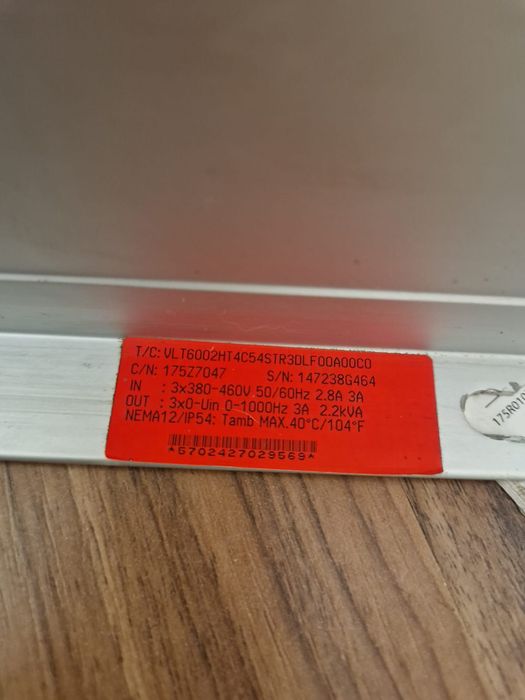 T/C: VLT6002HT4C54STR3DLF00A00C0
C/N: 175Z7047 S/N: 147238G464
IN : 3x380-460V 50/60Hz 2.8A 3A
OUT : 3x0-Uin 0-1000Hz 3A 2.2kVA
NEMA12/IP54: Tamb MAX.40°C/104°F
*5702427029569*